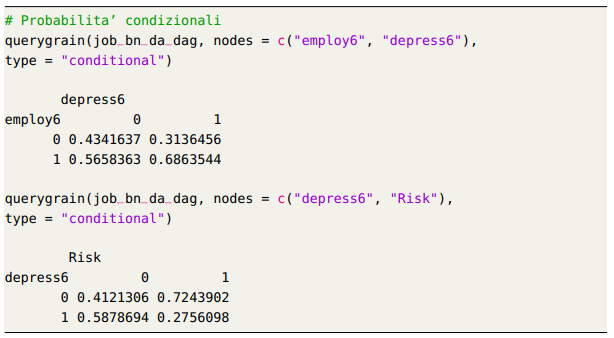 # Probabilita’ condizionali
querygrain(job_bn_da_dag, nodes = c("employ6", "depress6"),
type = "conditional")
depress6
employ6 0 1
0 0.4341637 0.3136456
1 0.5658363 0.6863544
querygrain(job_bn_da_dag, nodes = c("depress6", "Risk"),
type = "conditional")
Risk
depress6 0 1
0 0.4121306 0.7243902
1 0.5878694 0.2756098